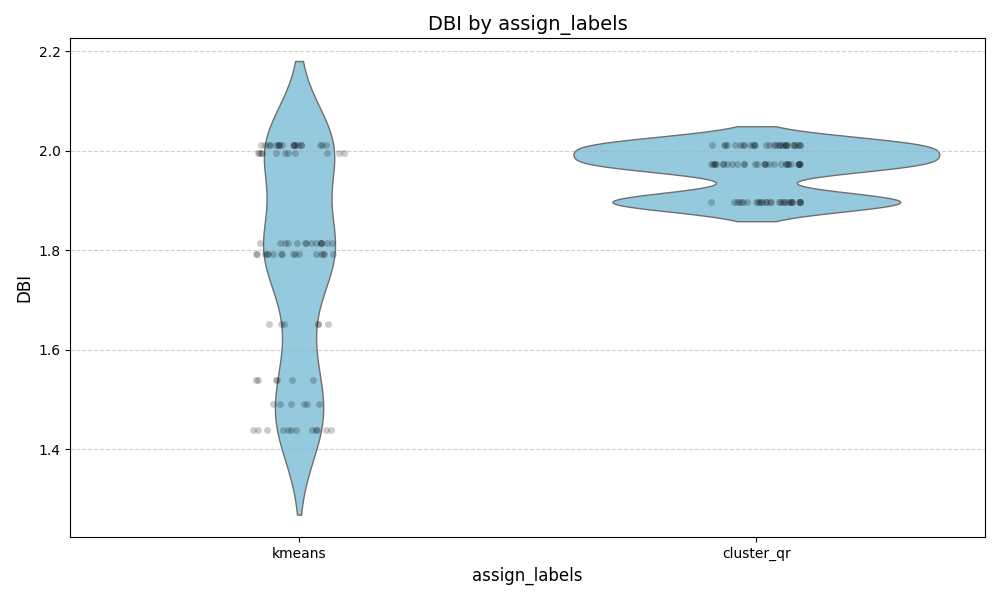 DBI by assign_labels
2.2
2.0
1.8
1.6
1.4
DBI
kmeans
cluster_qr
assign_labels